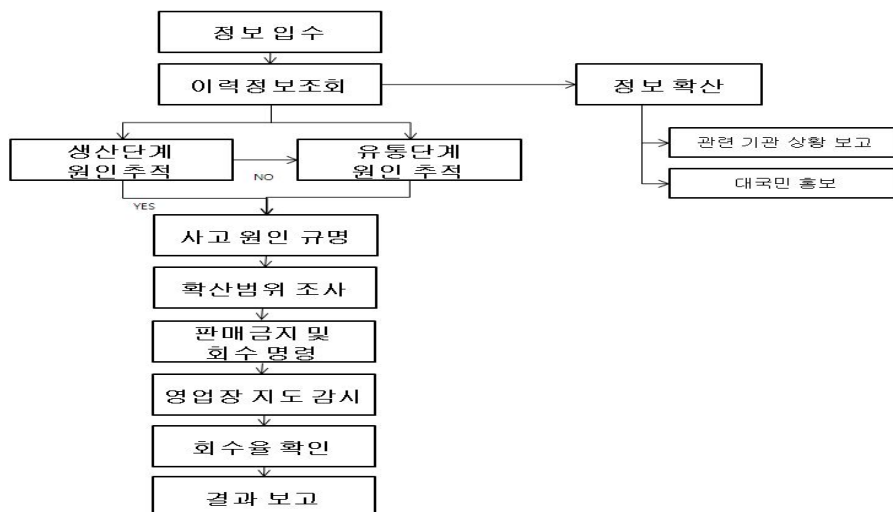 정보 입수
이력정보조회
정보 확산
생산단계
원인추적
유통단계
원인 추적
관련 기관 상황 보고
NO
대국민 홍보
YES
사고 원인 규명
확산범위 조사
판매금지 및
회수 명령
영업장 지도 감시
회수율 확인
결과 보고